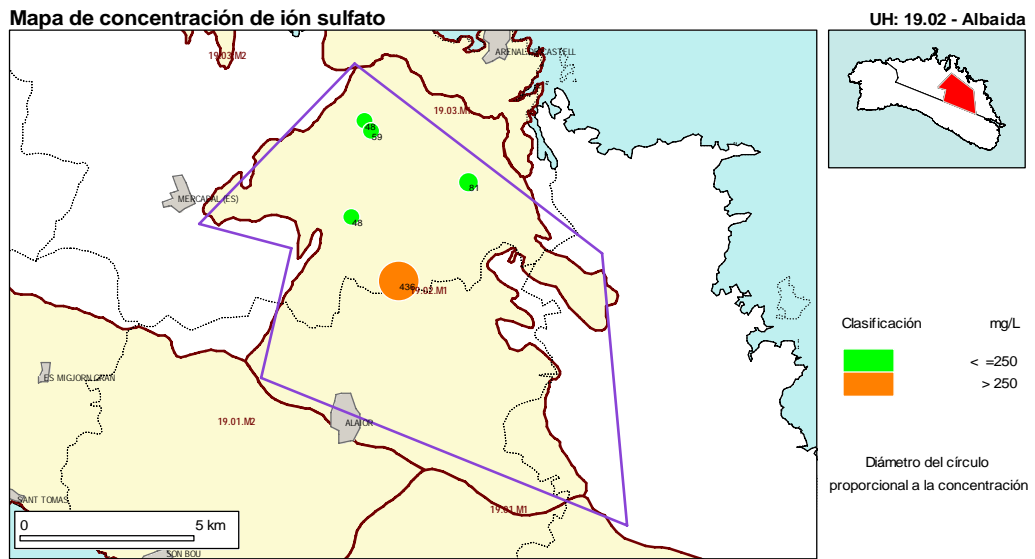 Mapa de concentración de ión sulfato
UH: 19.02 - Albaida
19.03.M2
ARENAL DE CASTELL
19.03.M1
48
59
81
MERCADAL (ES)
48
436
19.02.M1
ES MIGJORN GRAN
19.01.M2
ALAIOR
SANT TOMAS
19.01.M1
SON BOU
0 5 km
Clasificación mg/L
< =250
> 250
Diámetro del círculo
proporcional a la concentración